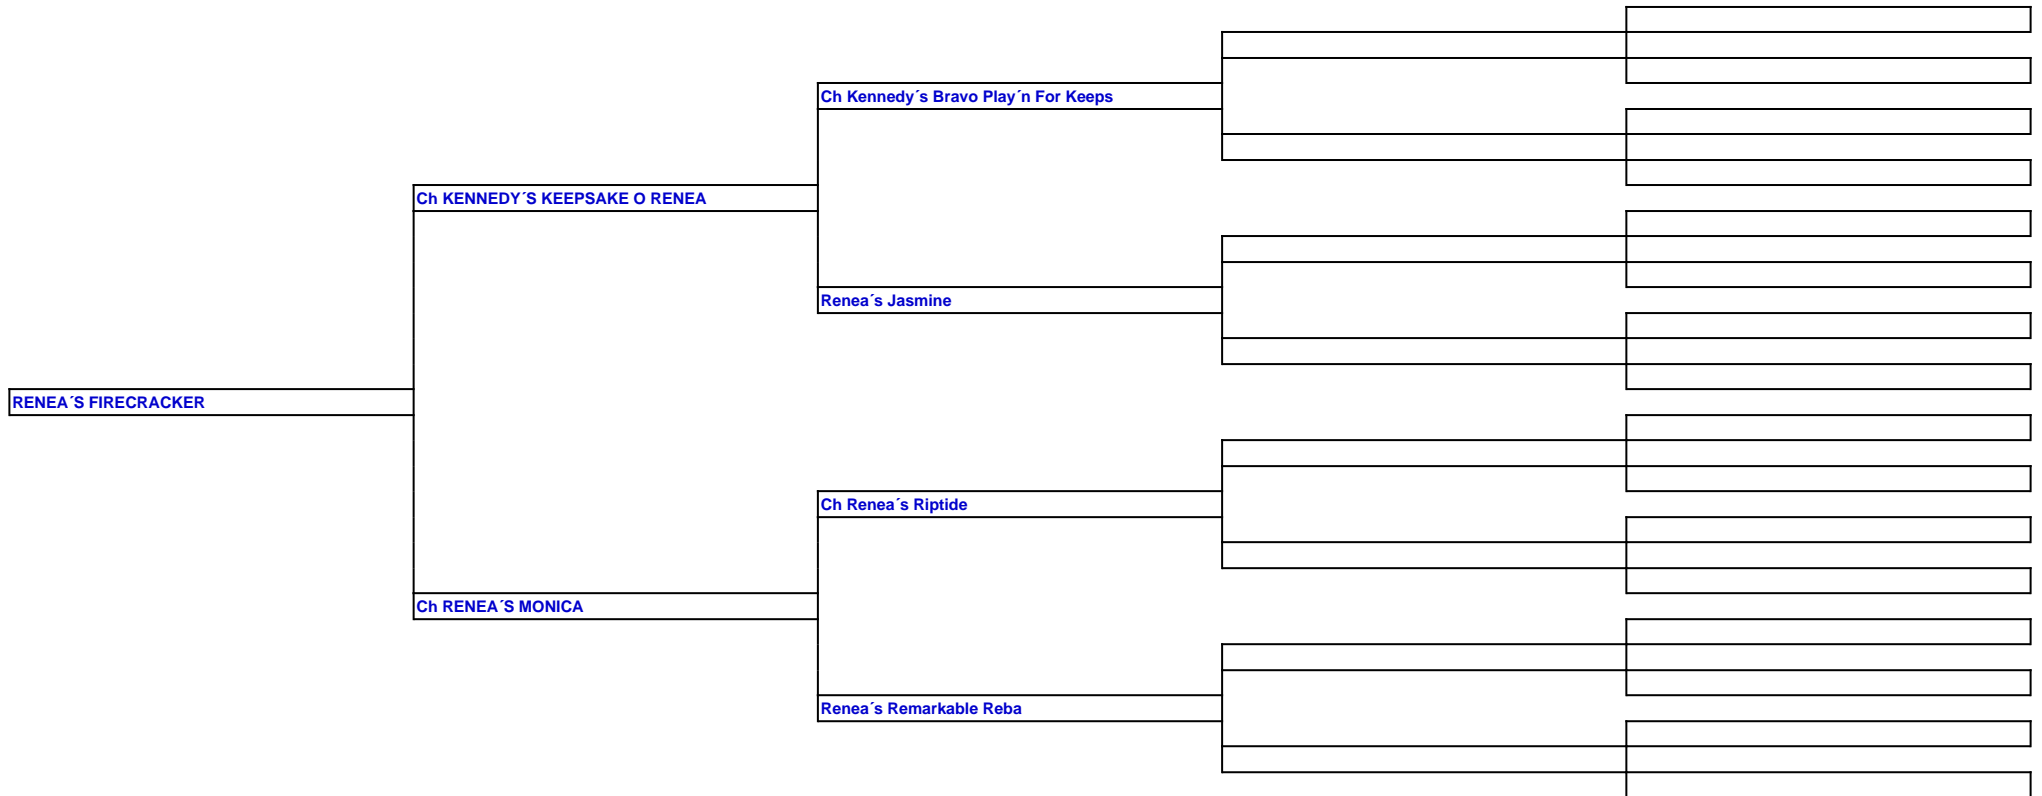 Ch Kennedy´s Bravo Play´n For Keeps
Ch KENNEDY´S KEEPSAKE O RENEA
Renea´s Jasmine
RENEA´S FIRECRACKER
Ch Renea´s Riptide
Ch RENEA´S MONICA
Renea´s Remarkable Reba